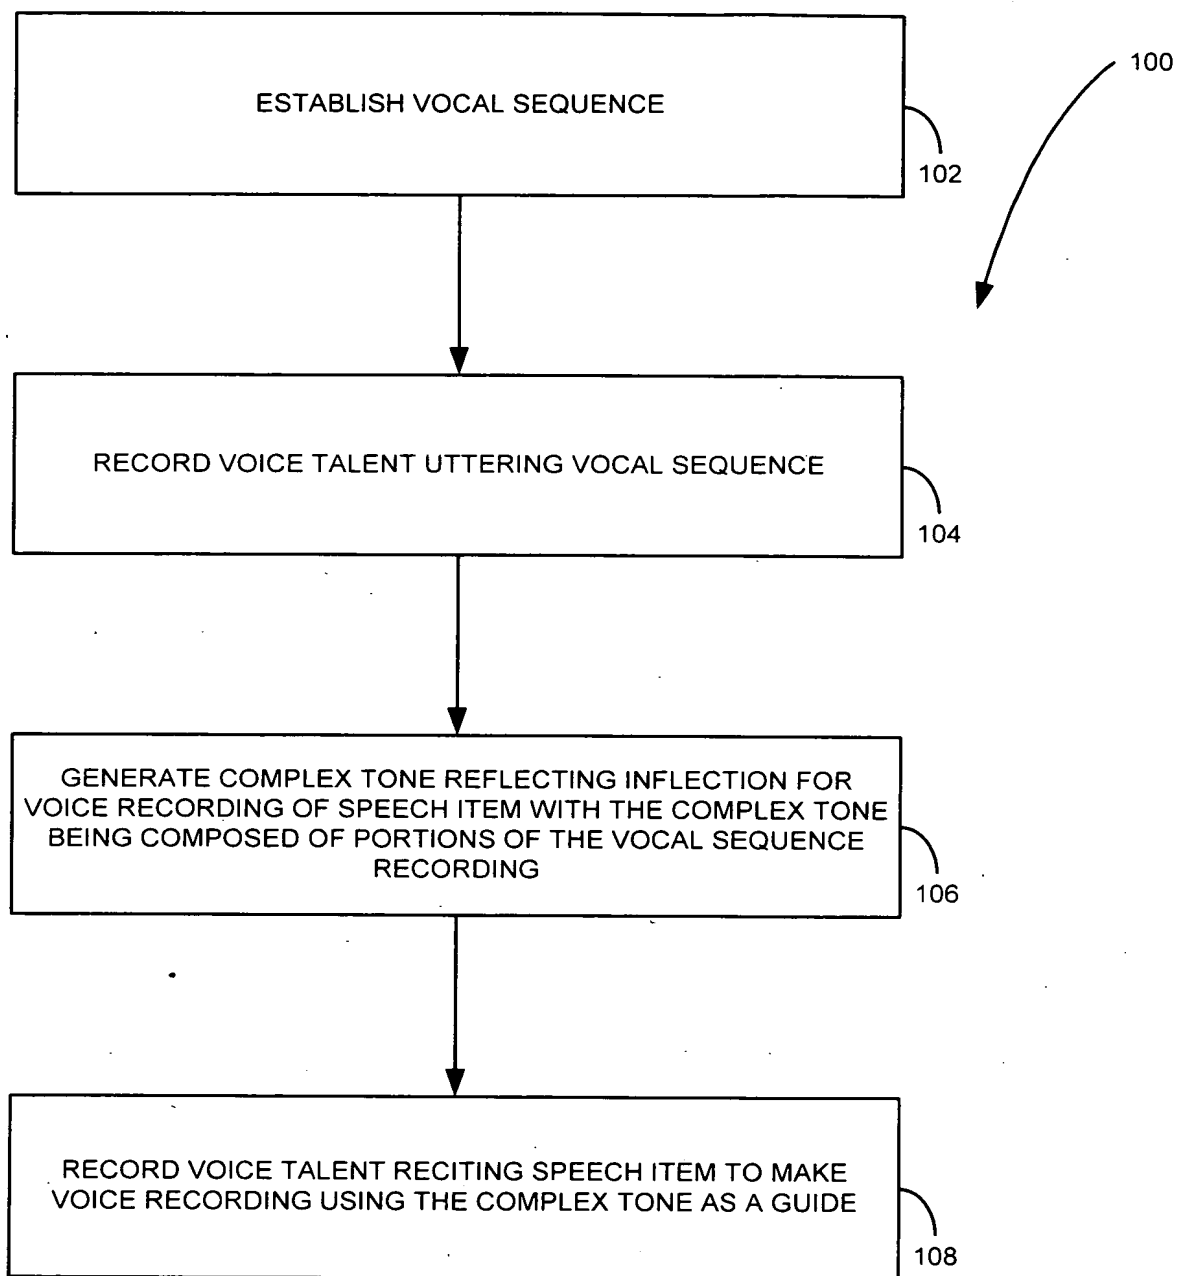 100
ESTABLISH VOCAL SEQUENCE
102
RECORD VOICE TALENT UTTERING VOCAL SEQUENCE
104
GENERATE COMPLEX TONE REFLECTING INFLECTION FOR
VOICE RECORDING OF SPEECH ITEM WITH THE COMPLEX TONE
BEING COMPOSED OF PORTIONS OF THE VOCAL SEQUENCE
RECORDING
106
RECORD VOICE TALENT RECITING SPEECH ITEM TO MAKE
VOICE RECORDING USING THE COMPLEX TONE AS A GUIDE
108